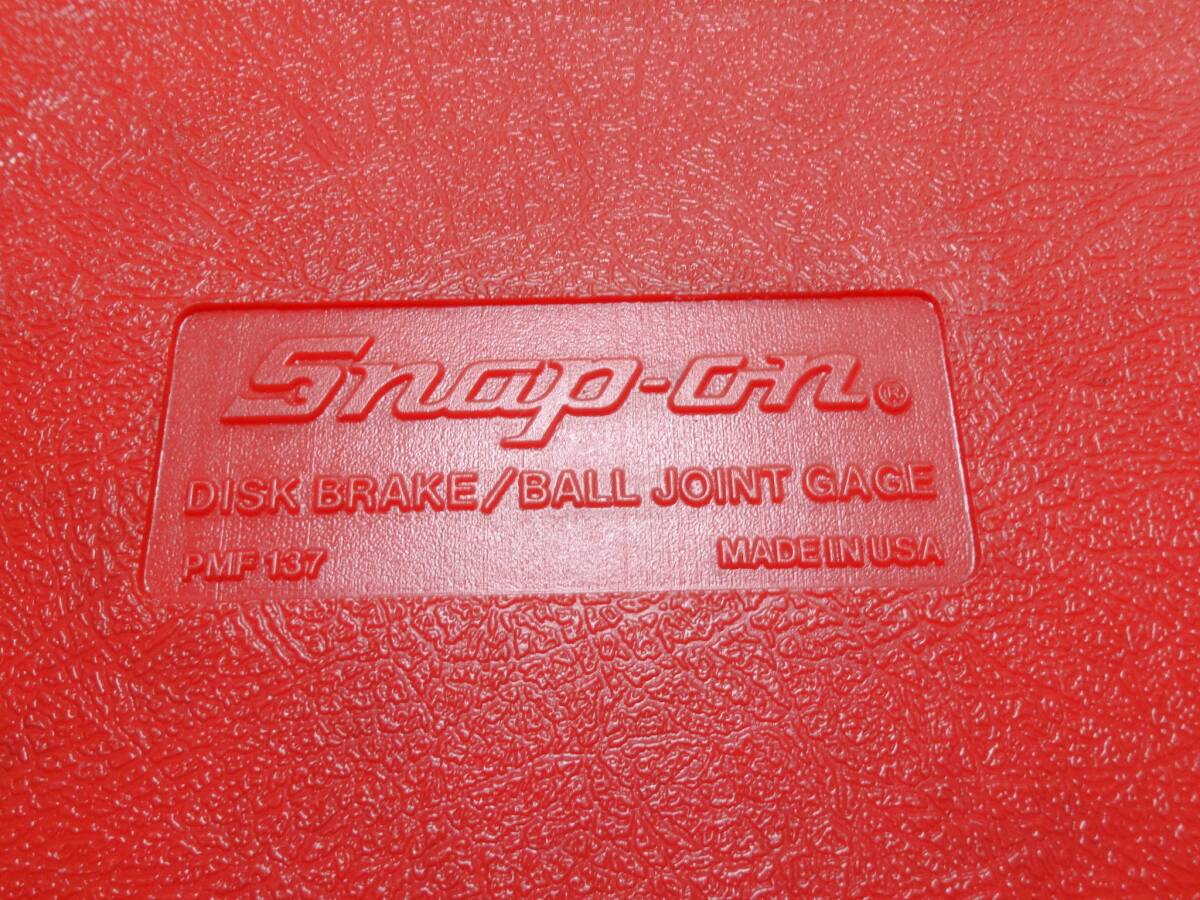 Snap-on®
DISK BRAKE/BALL JOINT GAGE
PMF 137 MADE IN USA